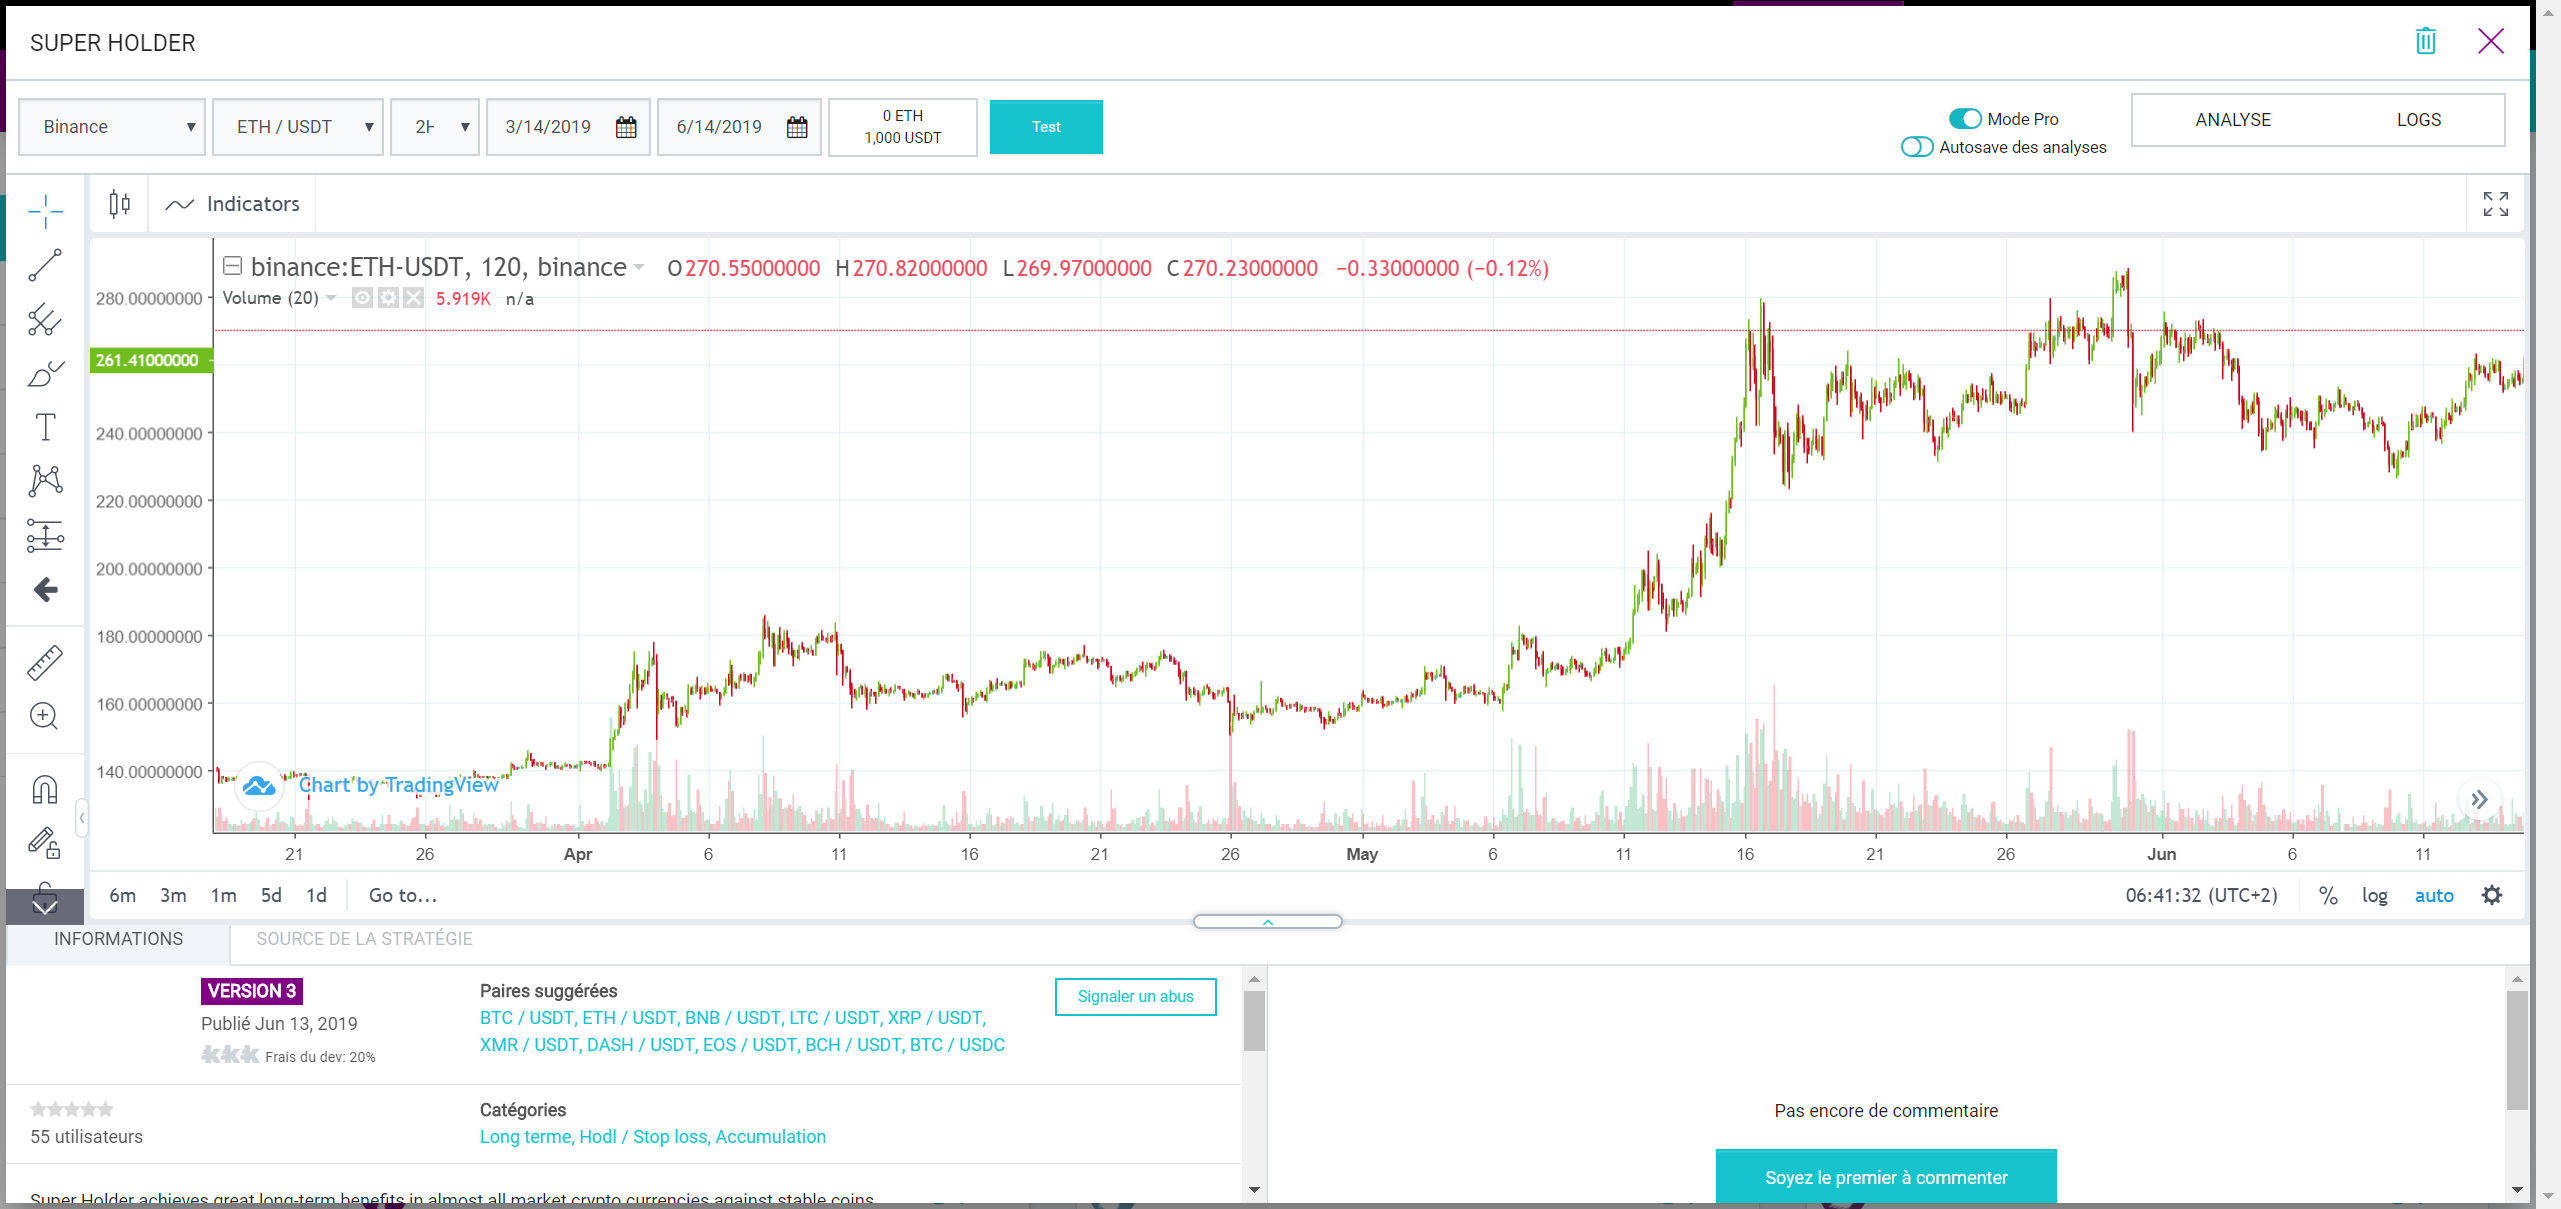 SUPER HOLDER
Binance
ETH / USDT
2H
3/14/2019
6/14/2019
0 ETH
1,000 USDT
Test
Mode Pro
Autosave des analyses
ANALYSE
LOGS
Indicators
binance:ETH-USDT, 120, binance O270.55000000 H270.82000000 L269.97000000 C270.23000000 −0.33000000 (−0.12%)
Volume (20) 5.919K n/a
280.00000000
261.41000000
240.00000000
220.00000000
200.00000000
180.00000000
160.00000000
140.00000000
Chart by TradingView
21 26 Apr 6 11 16 21 26 May 6 11 16 21 26 Jun 6 11
6m 3m 1m 5d 1d Go to...
06:41:32 (UTC+2) % log auto
INFORMATIONS
SOURCE DE LA STRATÉGIE
VERSION 3
Publié Jun 13, 2019
Frais du dev: 20%
Paires suggérées
BTC / USDT, ETH / USDT, BNB / USDT, LTC / USDT, XRP / USDT,
XMR / USDT, DASH / USDT, EOS / USDT, BCH / USDT, BTC / USDC
Signaler un abus
55 utilisateurs
Catégories
Long terme, Hodl / Stop loss, Accumulation
Super Holder achieves great long-term benefits in almost all market crypto currencies against stable coins
Pas encore de commentaire
Soyez le premier à commenter